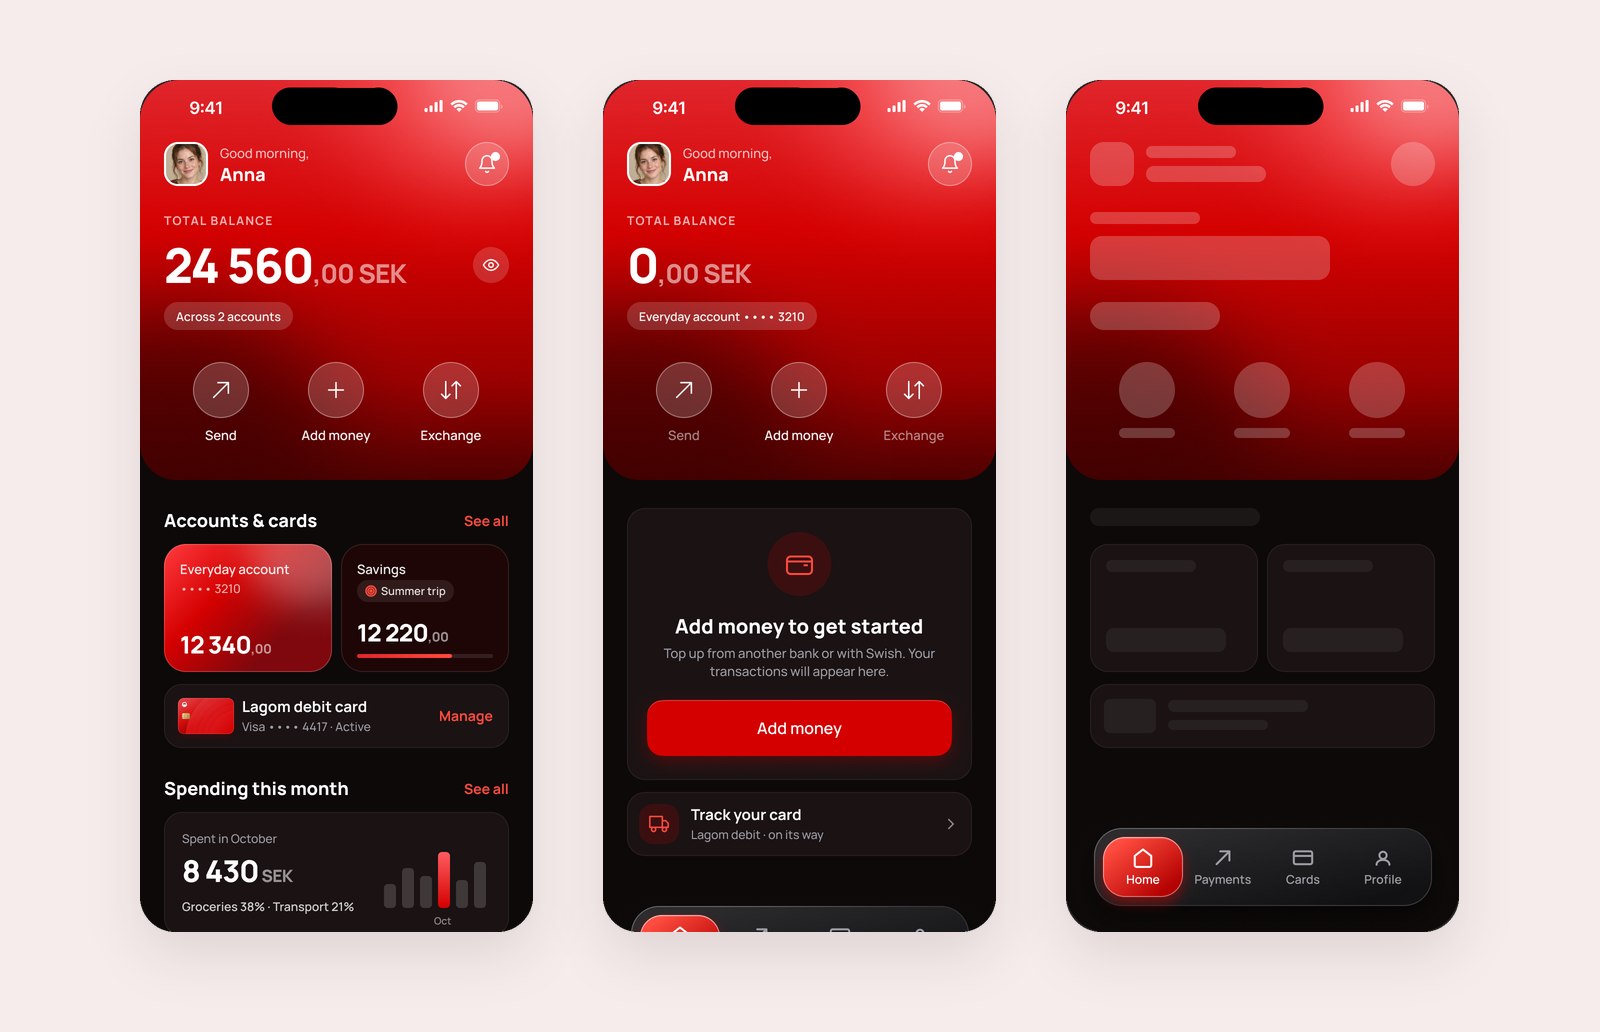 9:41
Good morning,
Anna
TOTAL BALANCE
24 560,00 SEK
Across 2 accounts
Send
Add money
Exchange
Accounts & cards
See all
Everyday account
•••• 3210
12 340,00
Savings
Summer trip
12 220,00
Lagom debit card
Visa •••• 4417 · Active
Manage
Spending this month
See all
Spent in October
8 430 SEK
Groceries 38% · Transport 21%
Oct
9:41
Good morning,
Anna
TOTAL BALANCE
0,00 SEK
Everyday account •••• 3210
Send
Add money
Exchange
Add money to get started
Top up from another bank or with Swish. Your
transactions will appear here.
Add money
Track your card
Lagom debit · on its way
9:41
Home
Payments
Cards
Profile